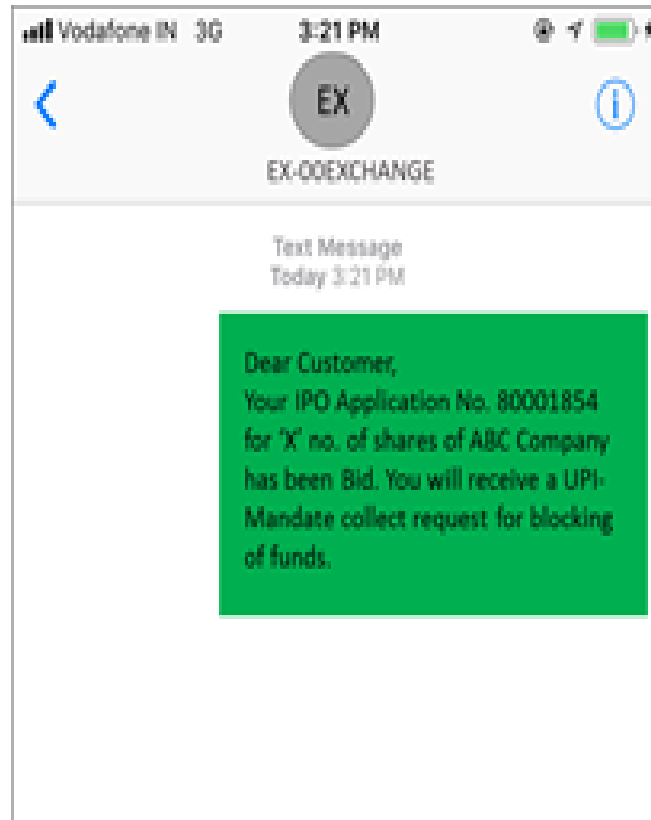 Vodafone IN 3G 3:21 PM
EX
EX-00EXCHANGE
Text Message
Today 3:21 PM
Dear Customer,
Your IPO Application No. 80001854
for 'X' no. of shares of ABC Company
has been Bid. You will receive a UPI-
Mandate collect request for blocking
of funds.